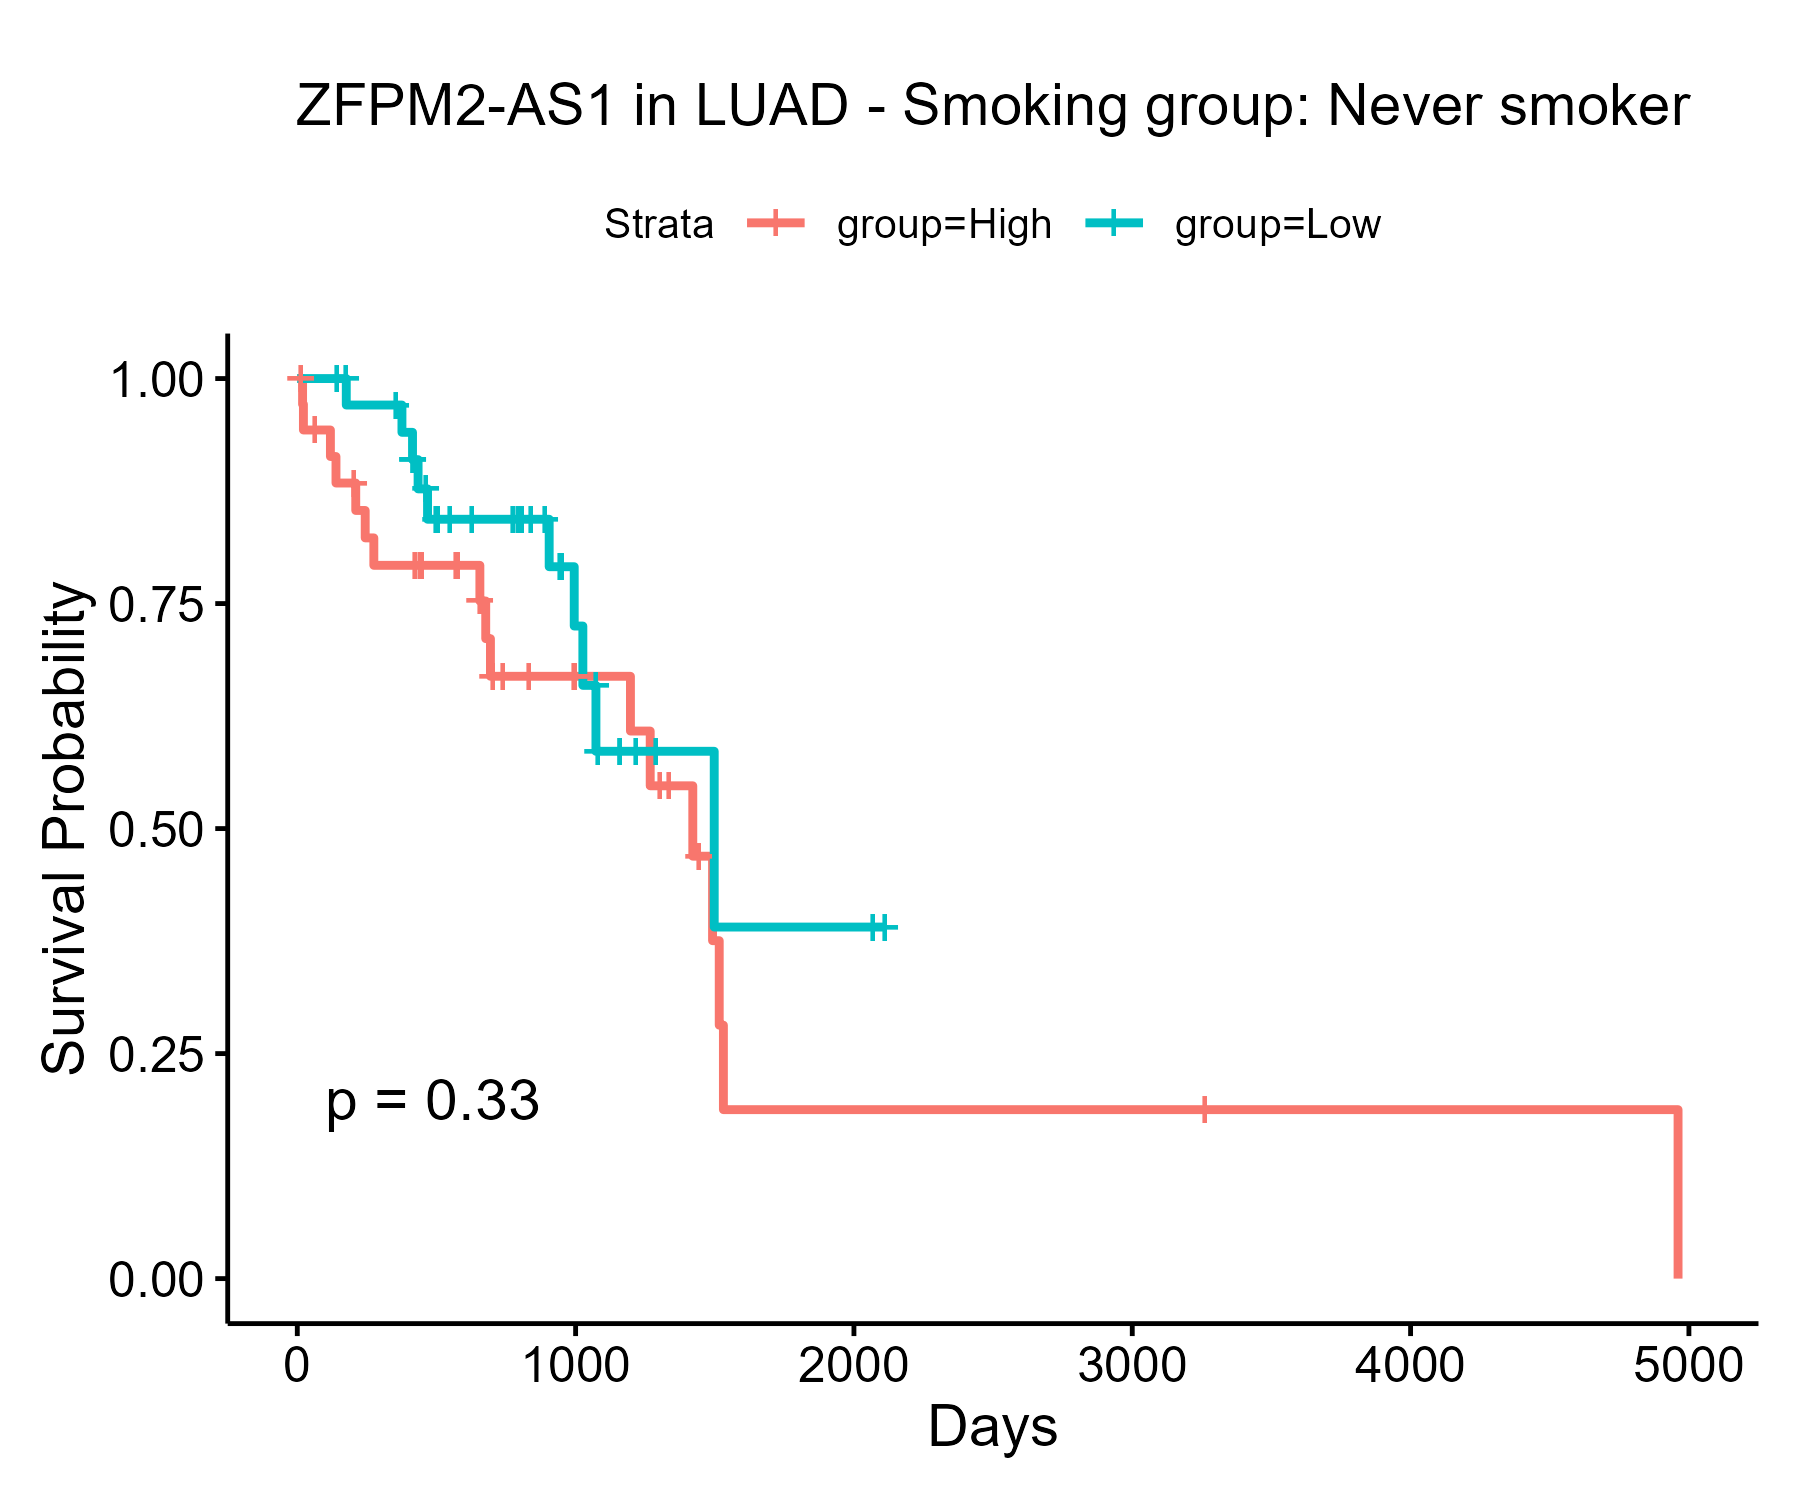 ZFPM2-AS1 in LUAD - Smoking group: Never smoker
Strata group=High group=Low
Survival Probability
1.00
0.75
0.50
0.25
0.00
p = 0.33
0 1000 2000 3000 4000 5000
Days